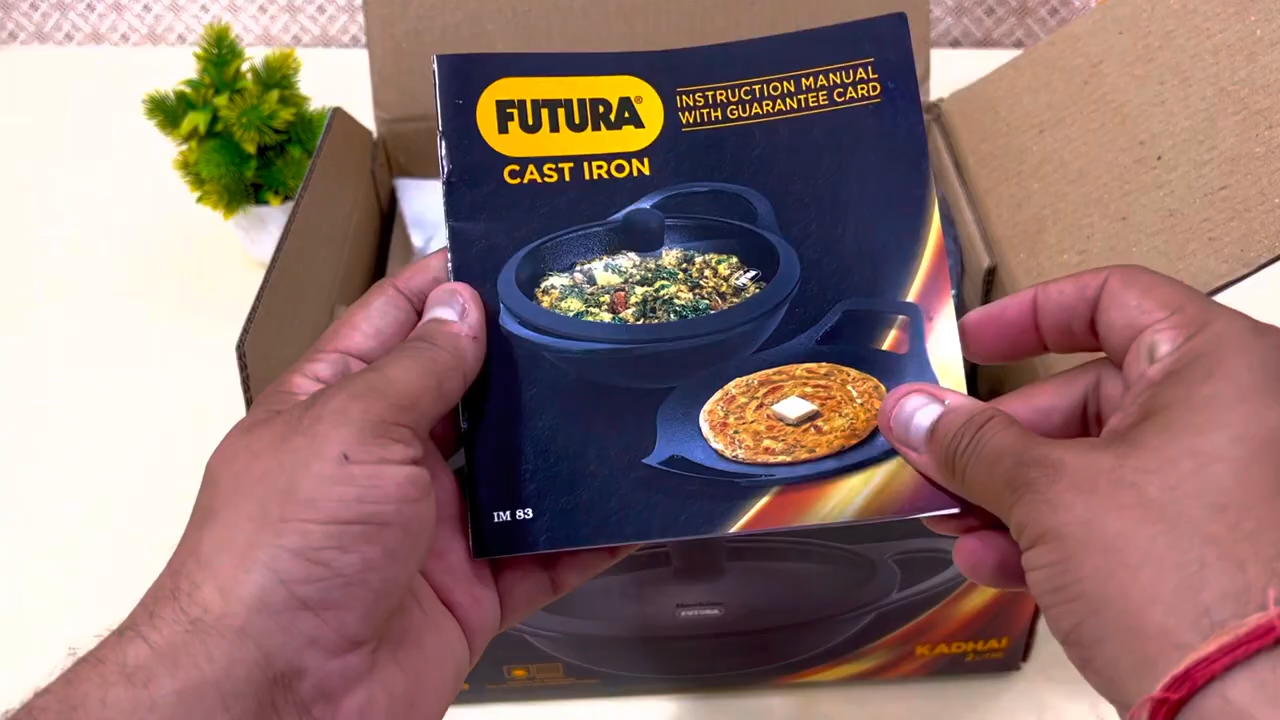 FUTURA®
CAST IRON
INSTRUCTION MANUAL
WITH GUARANTEE CARD
IM 83
FUTURA
KADHAI